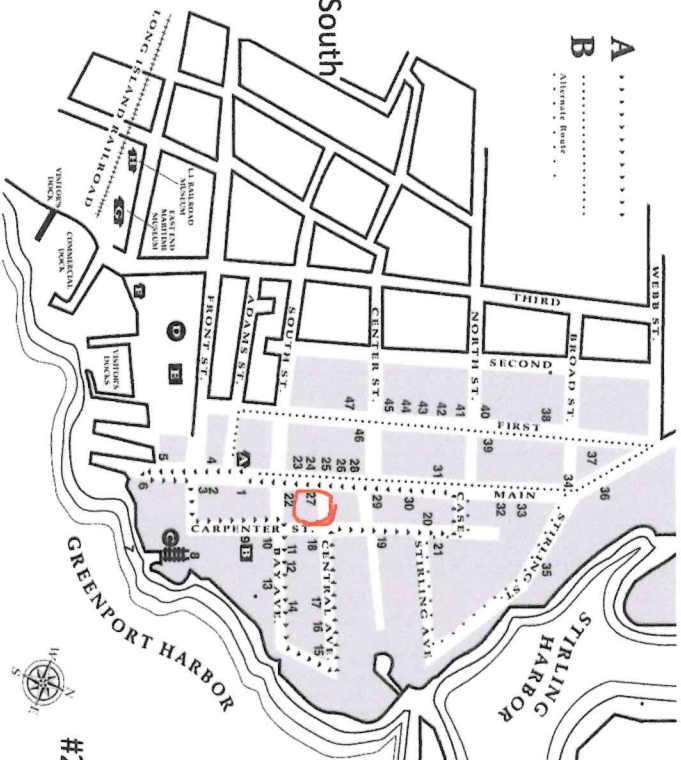 South
A
B
Alternate Route
LONG ISLAND RAILROAD
H
G
L.I RAILROAD
MUSEUM
EAST END
MARITIME
MUSEUM
VISITOR'S
DOCK
COMMERCIAL
DOCK
VISITOR'S
DOCKS
D
E
A
B
C
WEBB ST.
THIRD
SECOND
BROAD ST.
NORTH ST.
CENTER ST.
SOUTH ST.
ADAMS ST.
FRONT ST.
FIRST
MAIN
CASE
CARPENTER ST.
STIRLING ST.
STIRLING AVE
CENTRAL AVE.
BAY AVE.
47
46
45
44
43
42
41
40
39
38
37
36
35
34
33
32
31
30
29
28
26
25
24
23
27
22
21
20
19
18
17
16
15
14
13
12
11
10
9
8
7
6
5
4
3
2
1
STIRLING
HARBOR
GREENPORT HARBOR
N
E
S
W
#2